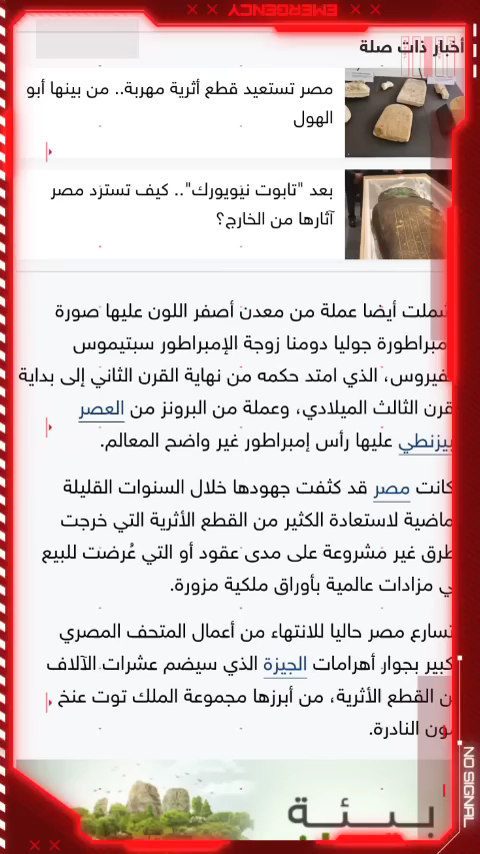 EMERGENCY
أخبار ذات صلة
مصر تستعيد قطع أثرية مهربة.. من بينها أبو
الهول
بعد "تابوت نيويورك".. كيف تسترد مصر
آثارها من الخارج؟
شملت أيضا عملة من معدن أصفر اللون عليها صورة
مبراطورة جوليا دومنا زوجة الإمبراطور سبتيموس
فيروس، الذي امتد حكمه من نهاية القرن الثاني إلى بداية
قرن الثالث الميلادي، وعملة من البرونز من العصر
بيزنطي عليها رأس إمبراطور غير واضح المعالم.
كانت مصر قد كثفت جهودها خلال السنوات القليلة
ماضية لاستعادة الكثير من القطع الأثرية التي خرجت
طرق غير مشروعة على مدى عقود أو التي عُرضت للبيع
ي مزادات عالمية بأوراق ملكية مزورة.
تسارع مصر حاليا للانتهاء من أعمال المتحف المصري
كبير بجوار أهرامات الجيزة الذي سيضم عشرات الآلاف
ن القطع الأثرية، من أبرزها مجموعة الملك توت عنخ
مون النادرة.
NO SIGNAL
بيئة